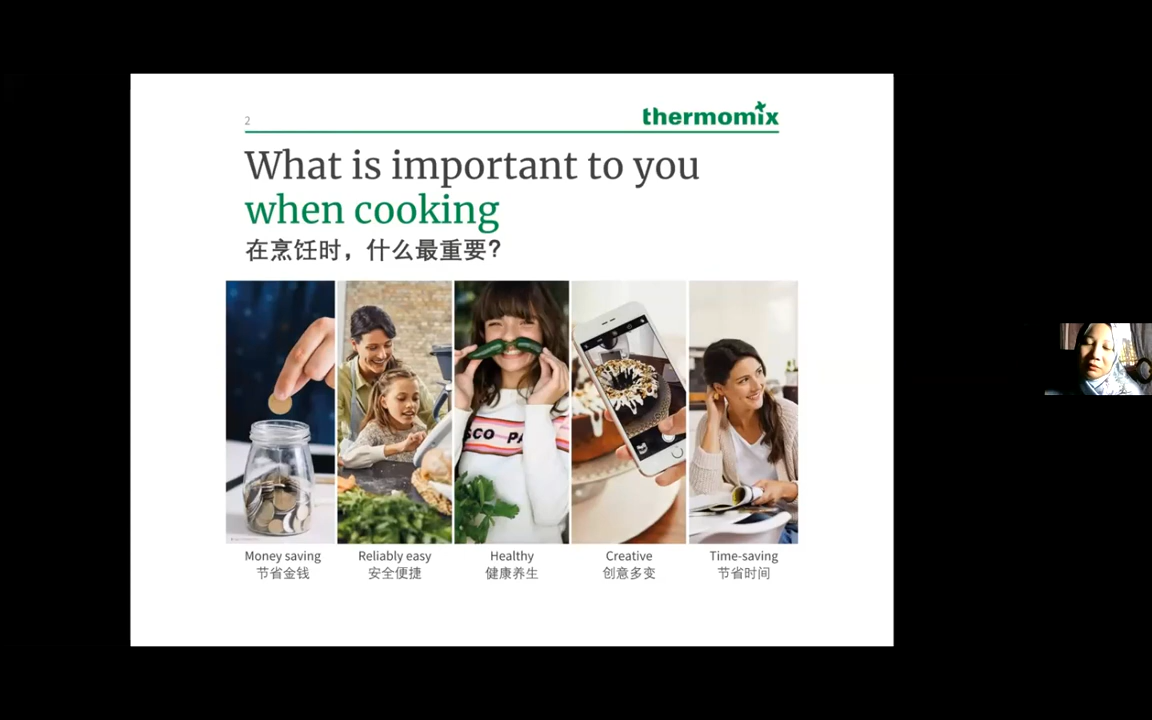 2
thermomix
What is important to you
when cooking
在烹饪时，什么最重要?
SCO PA
Money saving
节省金钱
Reliably easy
安全便捷
Healthy
健康养生
Creative
创意多变
Time-saving
节省时间